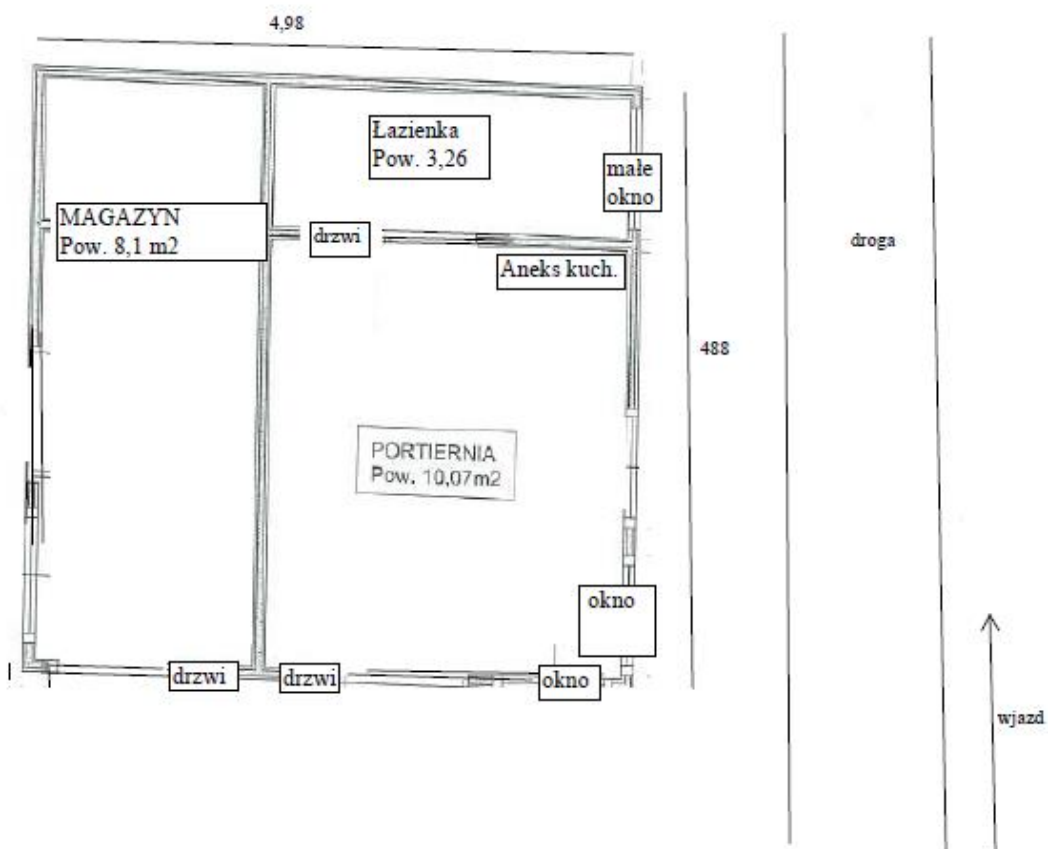 4,98
Łazienka
Pow. 3,26
małe
okno
MAGAZYN
Pow. 8,1 m2
drzwi
droga
Aneks kuch.
488
PORTIERNIA
Pow. 10,07m2
okno
drzwi
drzwi
okno
wjazd